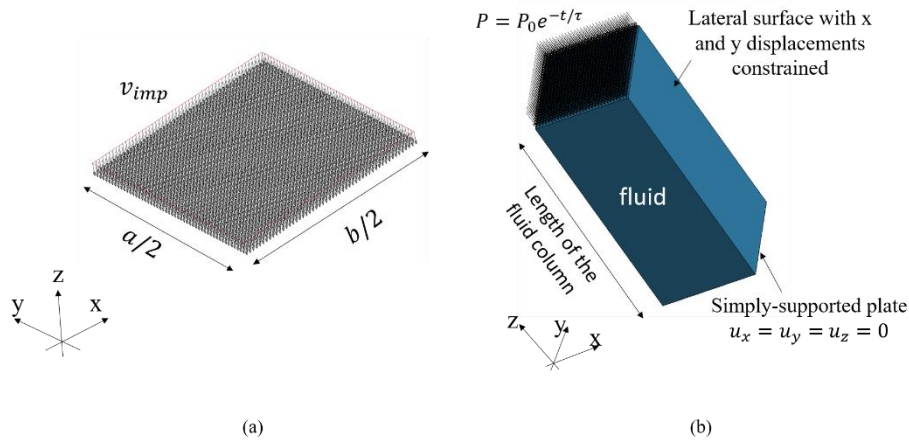 v_imp
a/2
b/2
z
y
x
(a)
P = P₀e^{-t/τ}
Lateral surface with x
and y displacements
constrained
fluid
Length of the
fluid column
Simply-supported plate
u_x = u_y = u_z = 0
z
y
x
(b)